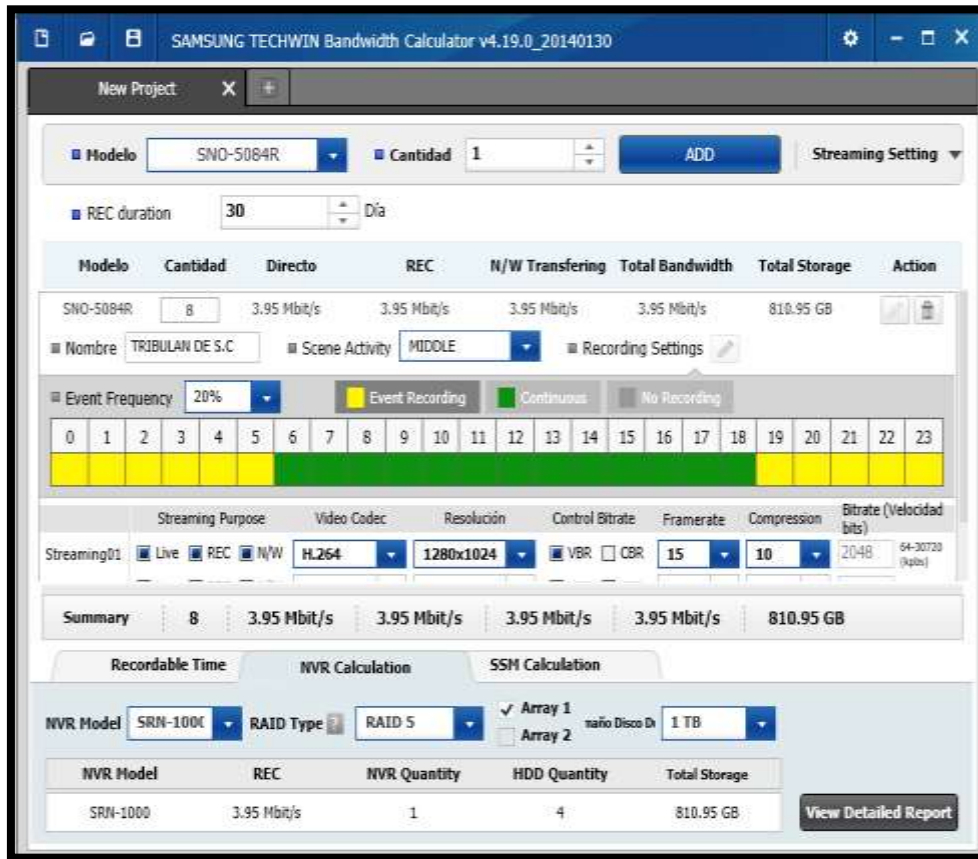 SAMSUNG TECHWIN Bandwidth Calculator v4.19.0_20140130
New Project X +
Modelo SNO-5084R Cantidad 1 ADD Streaming Setting
REC duration 30 Día
Modelo Cantidad Directo REC N/W Transfering Total Bandwidth Total Storage Action
SNO-5084R 8 3.95 Mbit/s 3.95 Mbit/s 3.95 Mbit/s 3.95 Mbit/s 810.95 GB
Nombre TRIBULAN DE S.C Scene Activity MIDDLE Recording Settings
Event Frequency 20% Event Recording Continuous No Recording
0 1 2 3 4 5 6 7 8 9 10 11 12 13 14 15 16 17 18 19 20 21 22 23
Streaming Purpose Video Codec Resolución Control Bitrate Framerate Compression Bitrate (Velocidad bits)
Streaming01 Live REC N/W H.264 1280x1024 VBR CBR 15 10 2048 64-30720 (kpbs)
Summary 8 3.95 Mbit/s 3.95 Mbit/s 3.95 Mbit/s 3.95 Mbit/s 810.95 GB
Recordable Time NVR Calculation SSM Calculation
NVR Model SRN-100( RAID Type ? RAID 5 Array 1 maño Disco D 1 TB
Array 2
NVR Model REC NVR Quantity HDD Quantity Total Storage
SRN-1000 3.95 Mbit/s 1 4 810.95 GB View Detailed Report